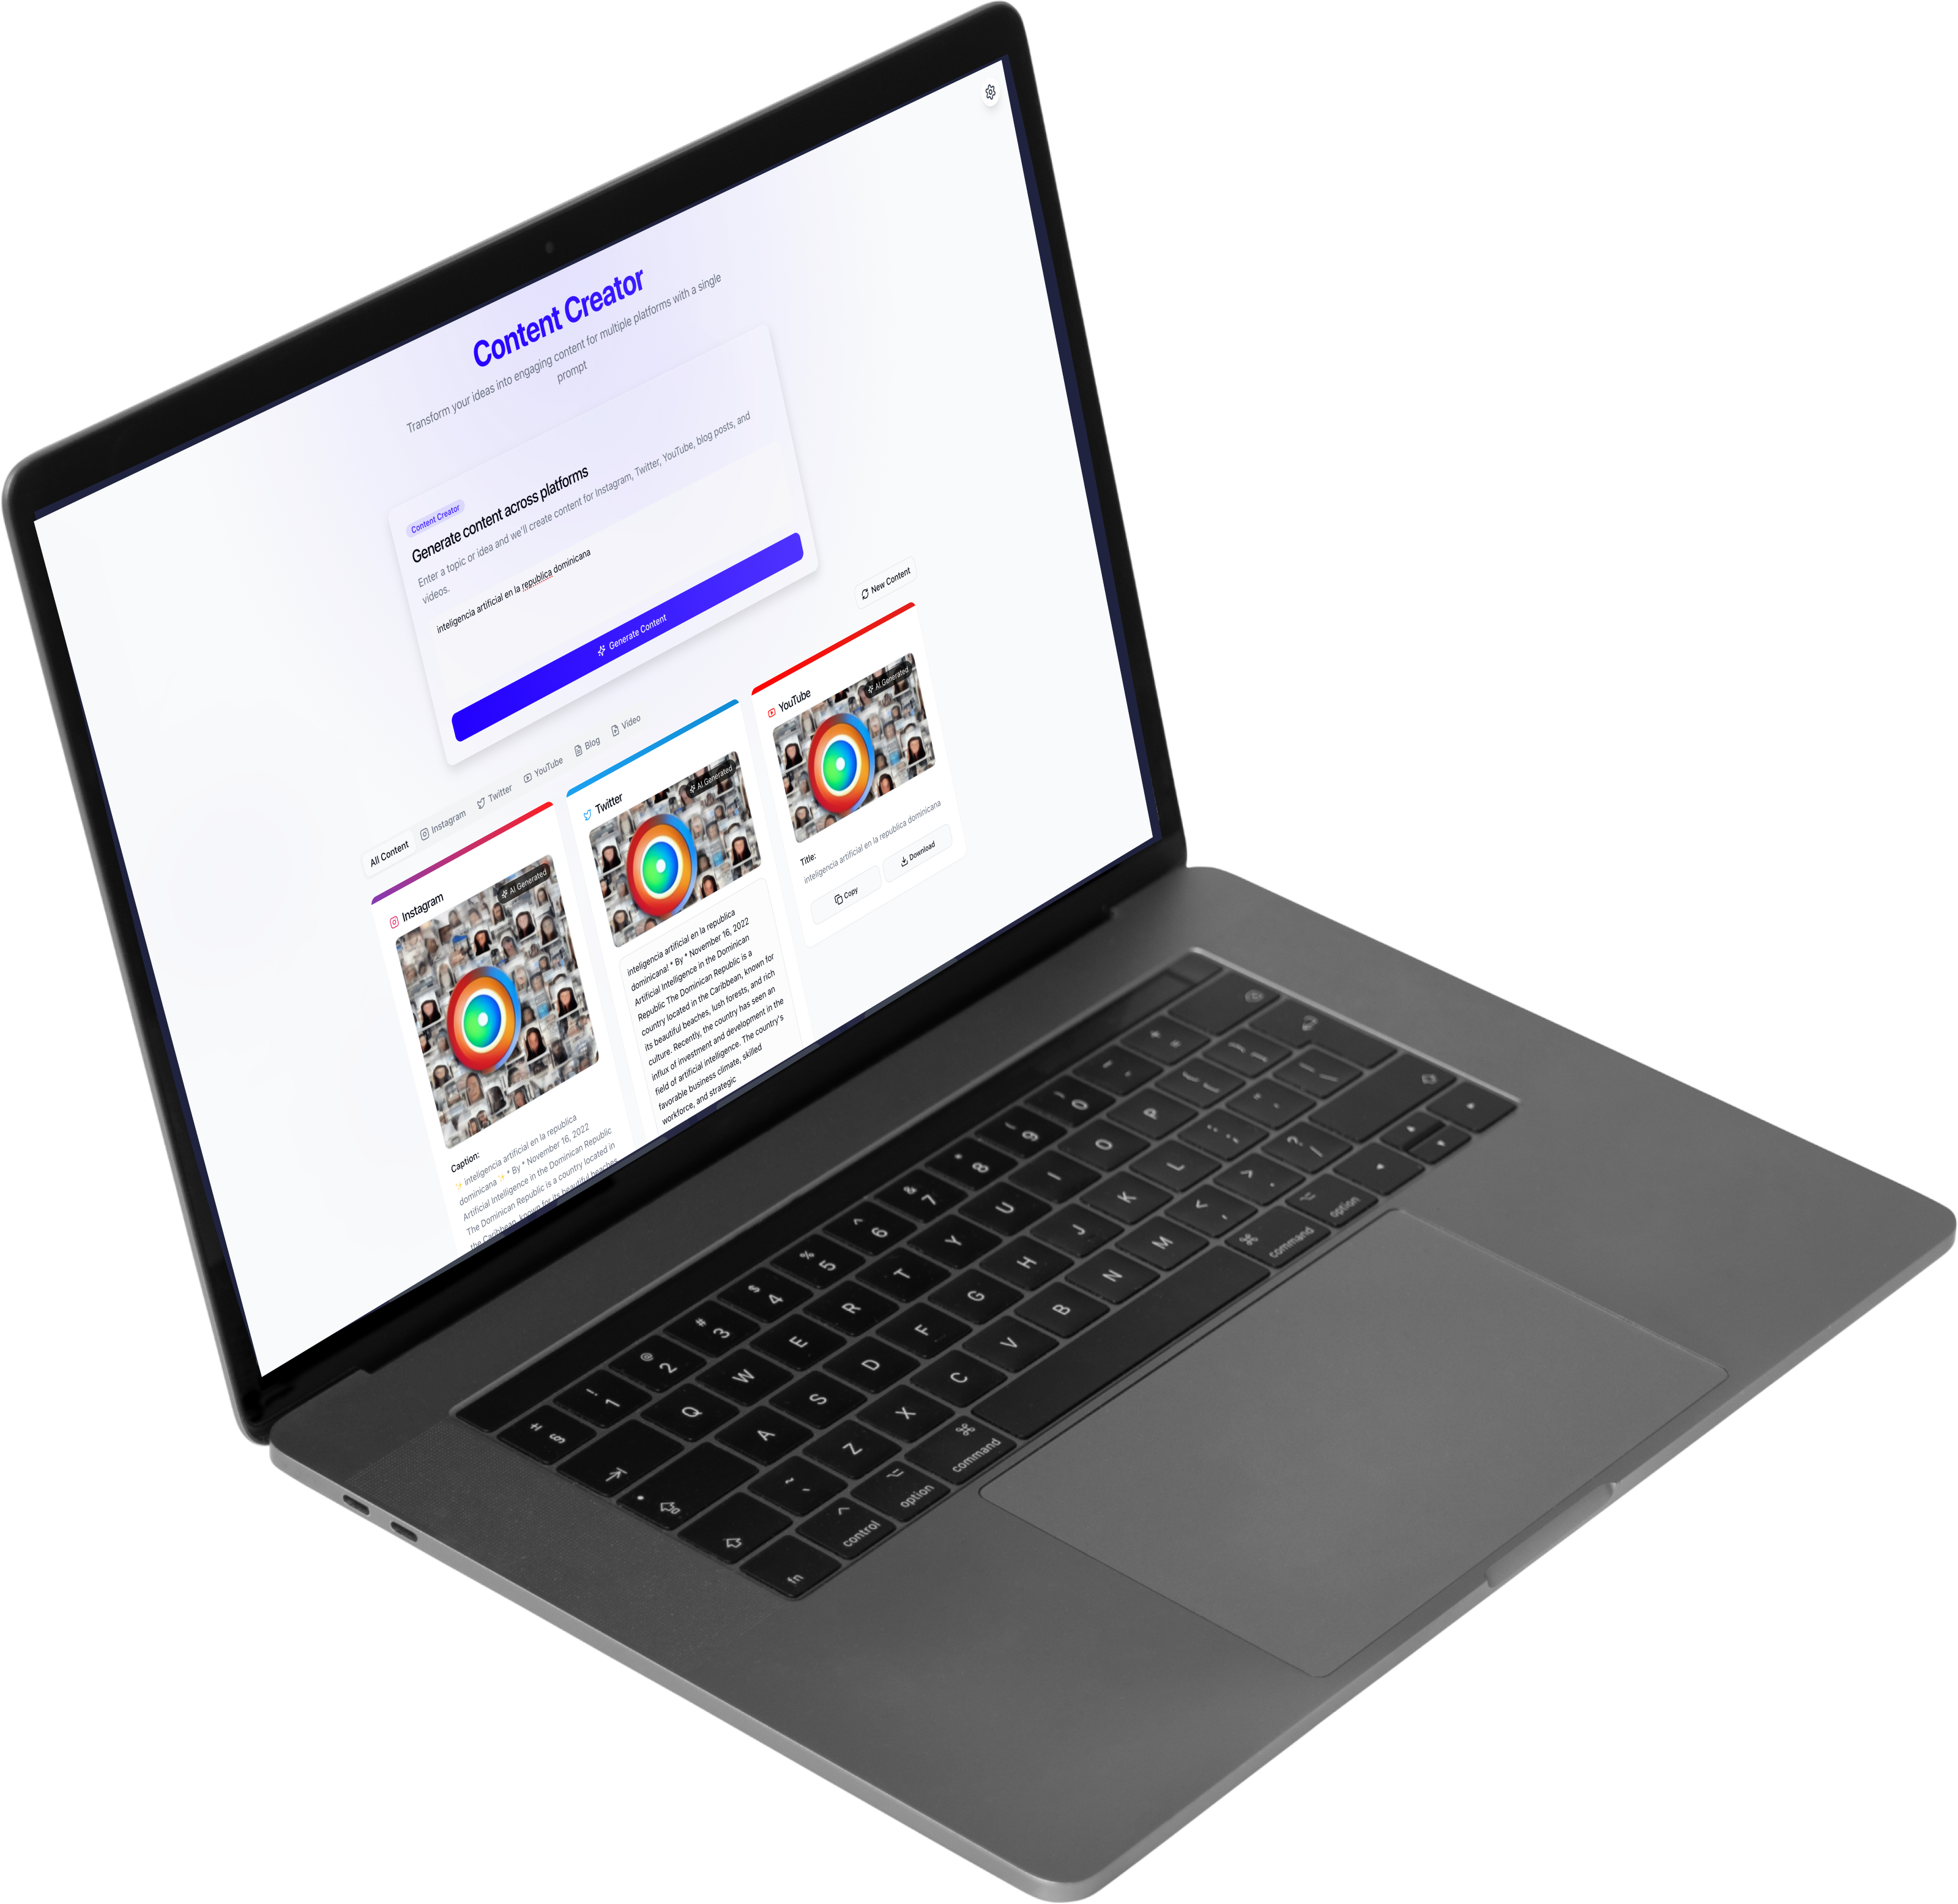 Content Creator
Transform your ideas into engaging content for multiple platforms with a single
prompt
Content Creator
Generate content across platforms
Enter a topic or idea and we'll create content for Instagram, Twitter, YouTube, blog posts, and
videos.
inteligencia artificial en la republica dominicana
Generate Content
New Content
All Content
Instagram
Twitter
YouTube
Blog
Video
Instagram
AI Generated
Caption:
✨ inteligencia artificial en la republica
dominicana ✨ * By * November 16, 2022
Artificial Intelligence in the Dominican Republic
The Dominican Republic is a country located in
the Caribbean, known for its beautiful beaches,
Twitter
AI Generated
inteligencia artificial en la republica
dominicana! * By * November 16, 2022
Artificial Intelligence in the Dominican
Republic The Dominican Republic is a
country located in the Caribbean, known for
its beautiful beaches, lush forests, and rich
culture. Recently, the country has seen an
influx of investment and development in the
field of artificial intelligence. The country's
favorable business climate, skilled
workforce, and strategic
YouTube
AI Generated
Title:
inteligencia artificial en la republica dominicana
Copy
Download
± §
! 1
@ 2
# 3
$ 4
% 5
^ 6
& 7
* 8
( 9
) 0
_ -
+ =
Q W E R T Y U I O P { [ } ]
A S D F G H J K L : ; " '
~ ` Z X C V B N M < , > . ? /
fn
control
option
command
command
option